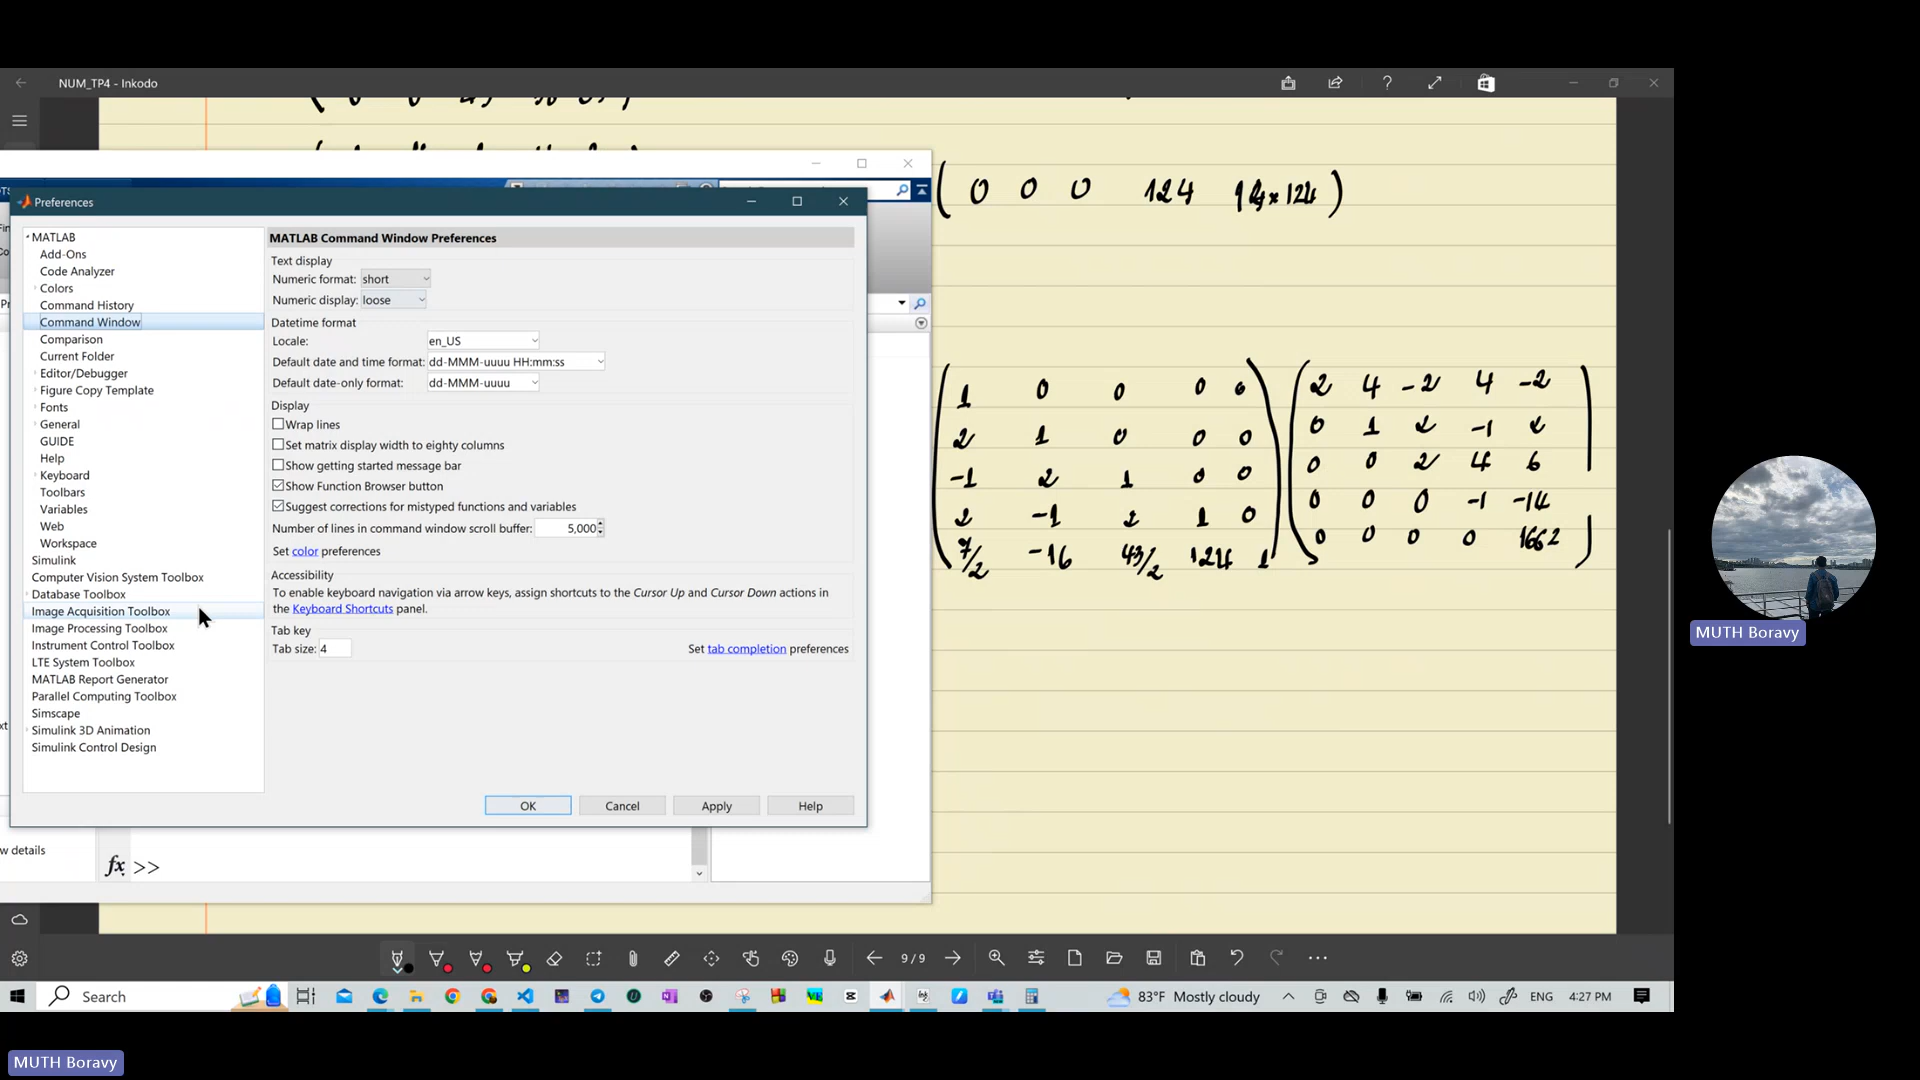 NUM_TP4 - Inkodo
( 0 0 0 124 14×124 )
Preferences
MATLAB
Add-Ons
Code Analyzer
Colors
Command History
Command Window
Comparison
Current Folder
Editor/Debugger
Figure Copy Template
Fonts
General
GUIDE
Help
Keyboard
Toolbars
Variables
Web
Workspace
Simulink
Computer Vision System Toolbox
Database Toolbox
Image Acquisition Toolbox
Image Processing Toolbox
Instrument Control Toolbox
LTE System Toolbox
MATLAB Report Generator
Parallel Computing Toolbox
Simscape
Simulink 3D Animation
Simulink Control Design
MATLAB Command Window Preferences
Text display
Numeric format: short
Numeric display: loose
Datetime format
Locale: en_US
Default date and time format: dd-MMM-uuuu HH:mm:ss
Default date-only format: dd-MMM-uuuu
Display
Wrap lines
Set matrix display width to eighty columns
Show getting started message bar
Show Function Browser button
Suggest corrections for mistyped functions and variables
Number of lines in command window scroll buffer: 5,000
Set color preferences
Accessibility
To enable keyboard navigation via arrow keys, assign shortcuts to the Cursor Up and Cursor Down actions in
the Keyboard Shortcuts panel.
Tab key
Tab size: 4 Set tab completion preferences
OK Cancel Apply Help
w details
fx >>
1 0 0 0 0
2 1 0 0 0
-1 2 1 0 0
2 -1 2 1 0
7/2 -16 43/2 124 1
2 4 -2 4 -2
0 1 2 -1 2
0 0 2 4 6
0 0 0 -1 -14
0 0 0 0 1662
MUTH Boravy
9/9
Search
83°F Mostly cloudy
ENG
4:27 PM
MUTH Boravy